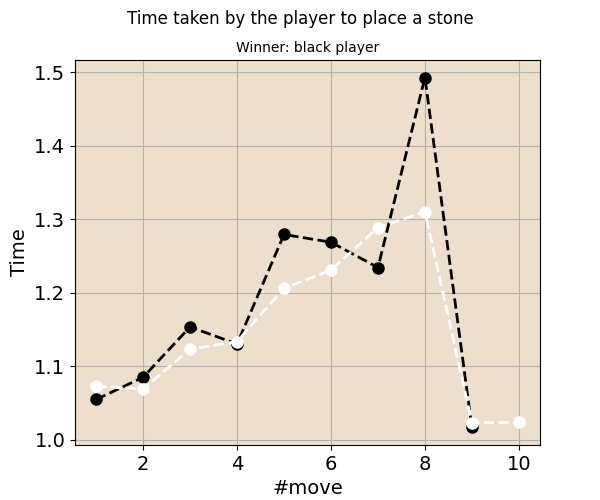 Time taken by the player to place a stone
Winner: black player
1.5
1.4
1.3
1.2
1.1
1.0
Time
2 4 6 8 10
#move